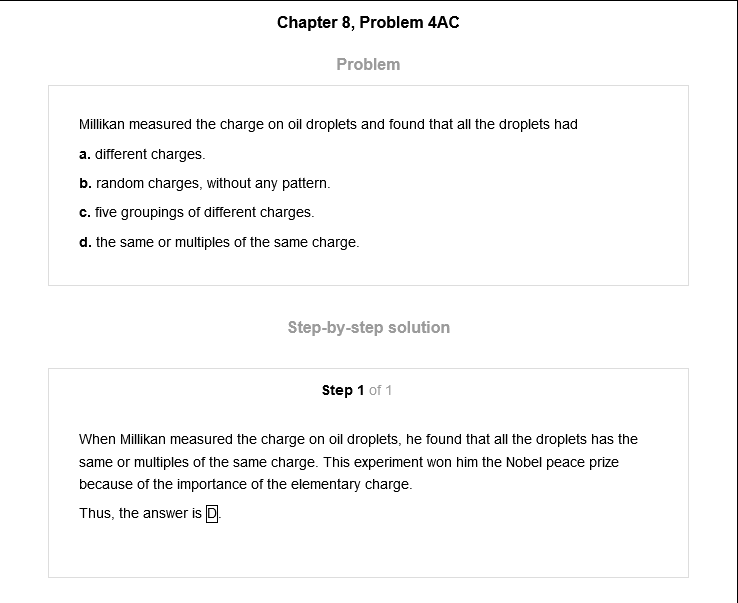 Chapter 8, Problem 4AC
Problem
Millikan measured the charge on oil droplets and found that all the droplets had
a. different charges.
b. random charges, without any pattern.
c. five groupings of different charges.
d. the same or multiples of the same charge.
Step-by-step solution
Step 1 of 1
When Millikan measured the charge on oil droplets, he found that all the droplets has the
same or multiples of the same charge. This experiment won him the Nobel peace prize
because of the importance of the elementary charge.
Thus, the answer is D.